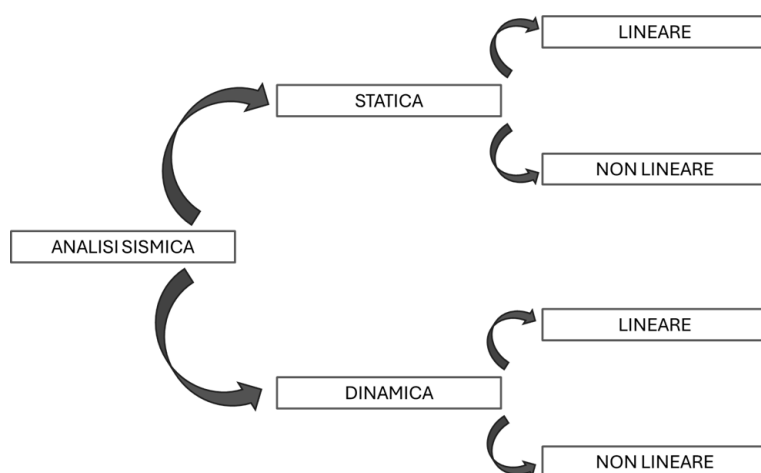 LINEARE
STATICA
NON LINEARE
ANALISI SISMICA
LINEARE
DINAMICA
NON LINEARE